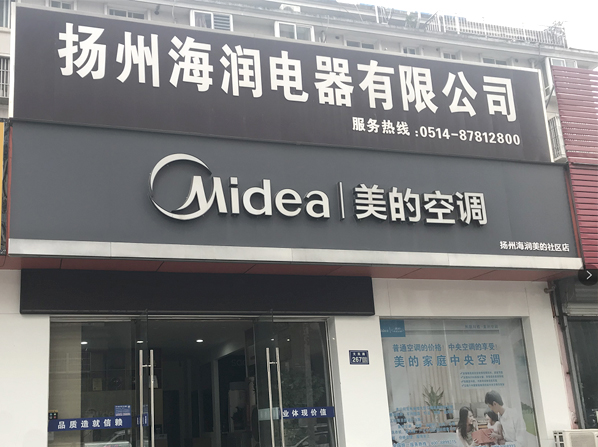 扬州海润电器有限公司
服务热线:0514-87812800
Midea 美的空调
扬州海润美的社区店
267
普通空调的价格,中央空调的享受!
美的家庭中央空调
品质造就信赖
业体现价值